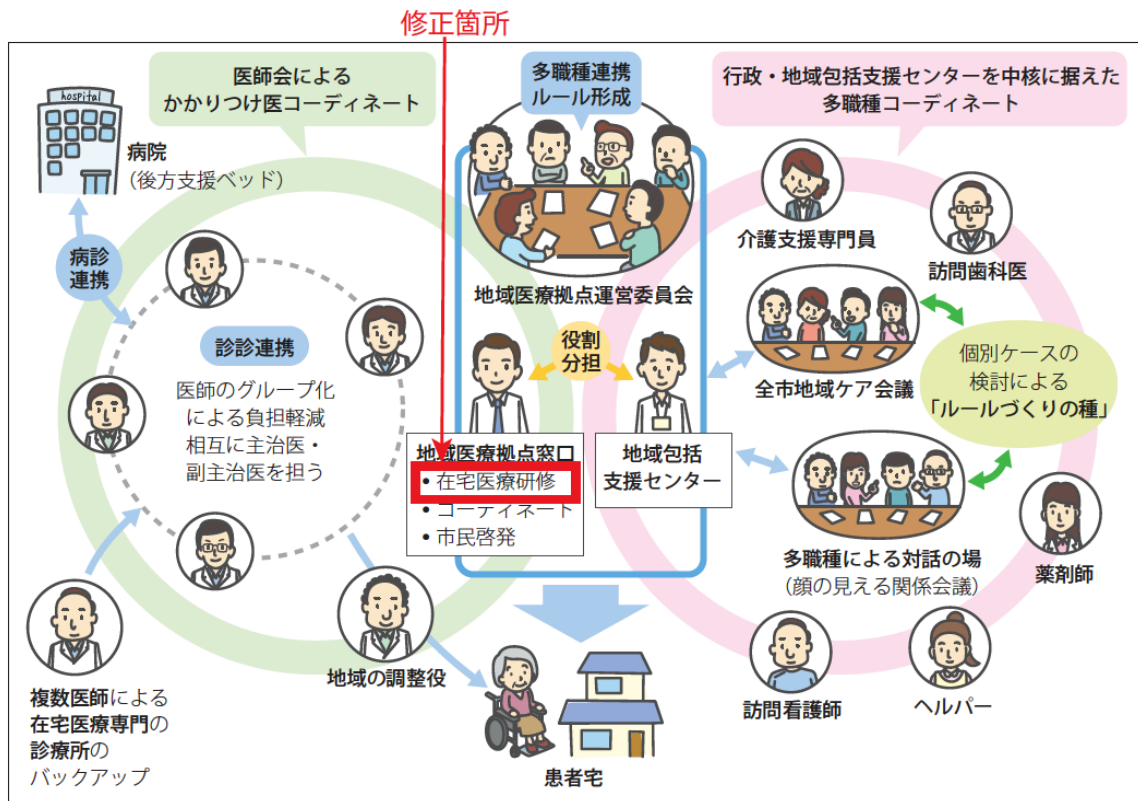 修正箇所
医師会による
かかりつけ医コーディネート
多職種連携
ルール形成
行政・地域包括支援センターを中核に据えた
多職種コーディネート
hospital
病院
（後方支援ベッド）
病診
連携
診診連携
医師のグループ化
による負担軽減
相互に主治医・
副主治医を担う
地域医療拠点運営委員会
役割
分担
地域医療拠点窓口
• 在宅医療研修
• コーディネート
• 市民啓発
地域包括
支援センター
介護支援専門員
訪問歯科医
全市地域ケア会議
個別ケースの
検討による
「ルールづくりの種」
多職種による対話の場
（顔の見える関係会議）
薬剤師
訪問看護師
ヘルパー
地域の調整役
複数医師による
在宅医療専門の
診療所の
バックアップ
患者宅